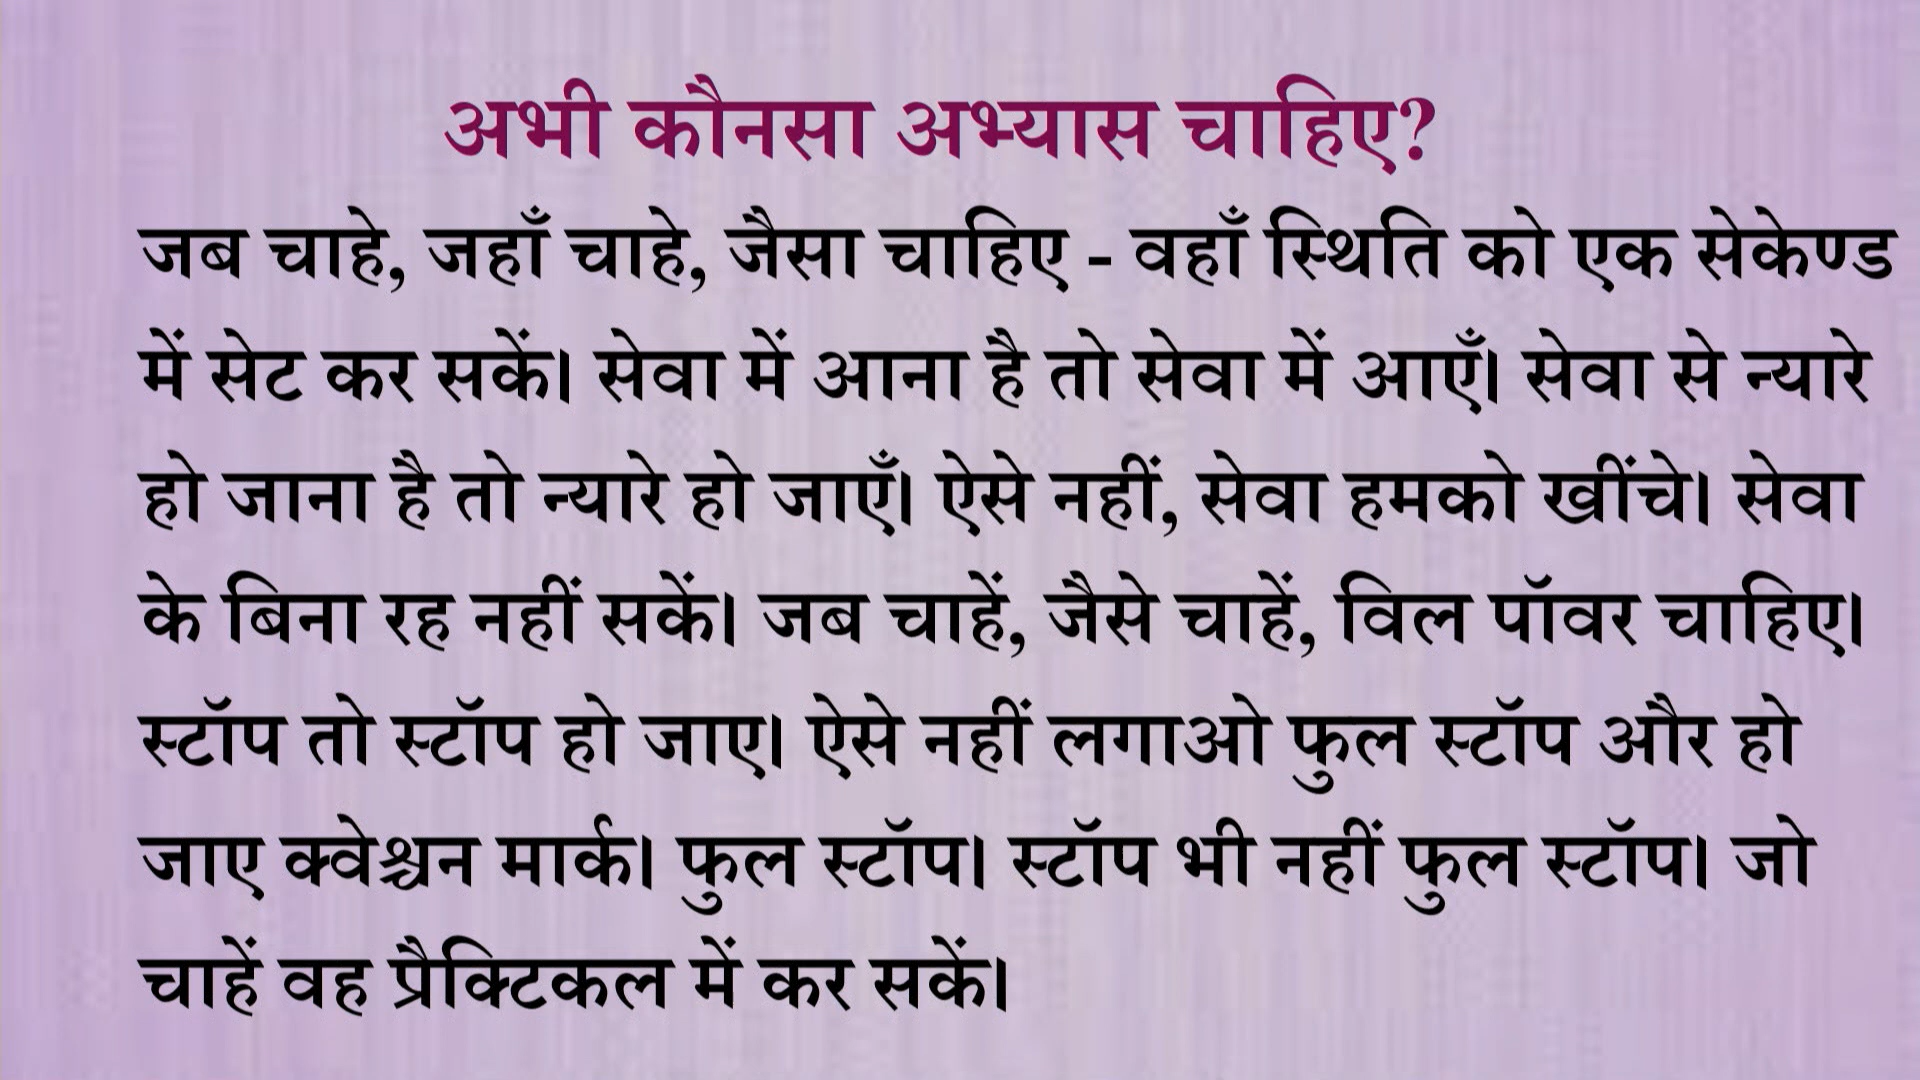 अभी कौनसा अभ्यास चाहिए?
जब चाहे, जहाँ चाहे, जैसा चाहिए - वहाँ स्थिति को एक सेकेण्ड
में सेट कर सकें। सेवा में आना है तो सेवा में आएँ। सेवा से न्यारे
हो जाना है तो न्यारे हो जाएँ। ऐसे नहीं, सेवा हमको खींचे। सेवा
के बिना रह नहीं सकें। जब चाहें, जैसे चाहें, विल पॉवर चाहिए।
स्टॉप तो स्टॉप हो जाए। ऐसे नहीं लगाओ फुल स्टॉप और हो
जाए क्वेश्चन मार्क। फुल स्टॉप। स्टॉप भी नहीं फुल स्टॉप। जो
चाहें वह प्रैक्टिकल में कर सकें।